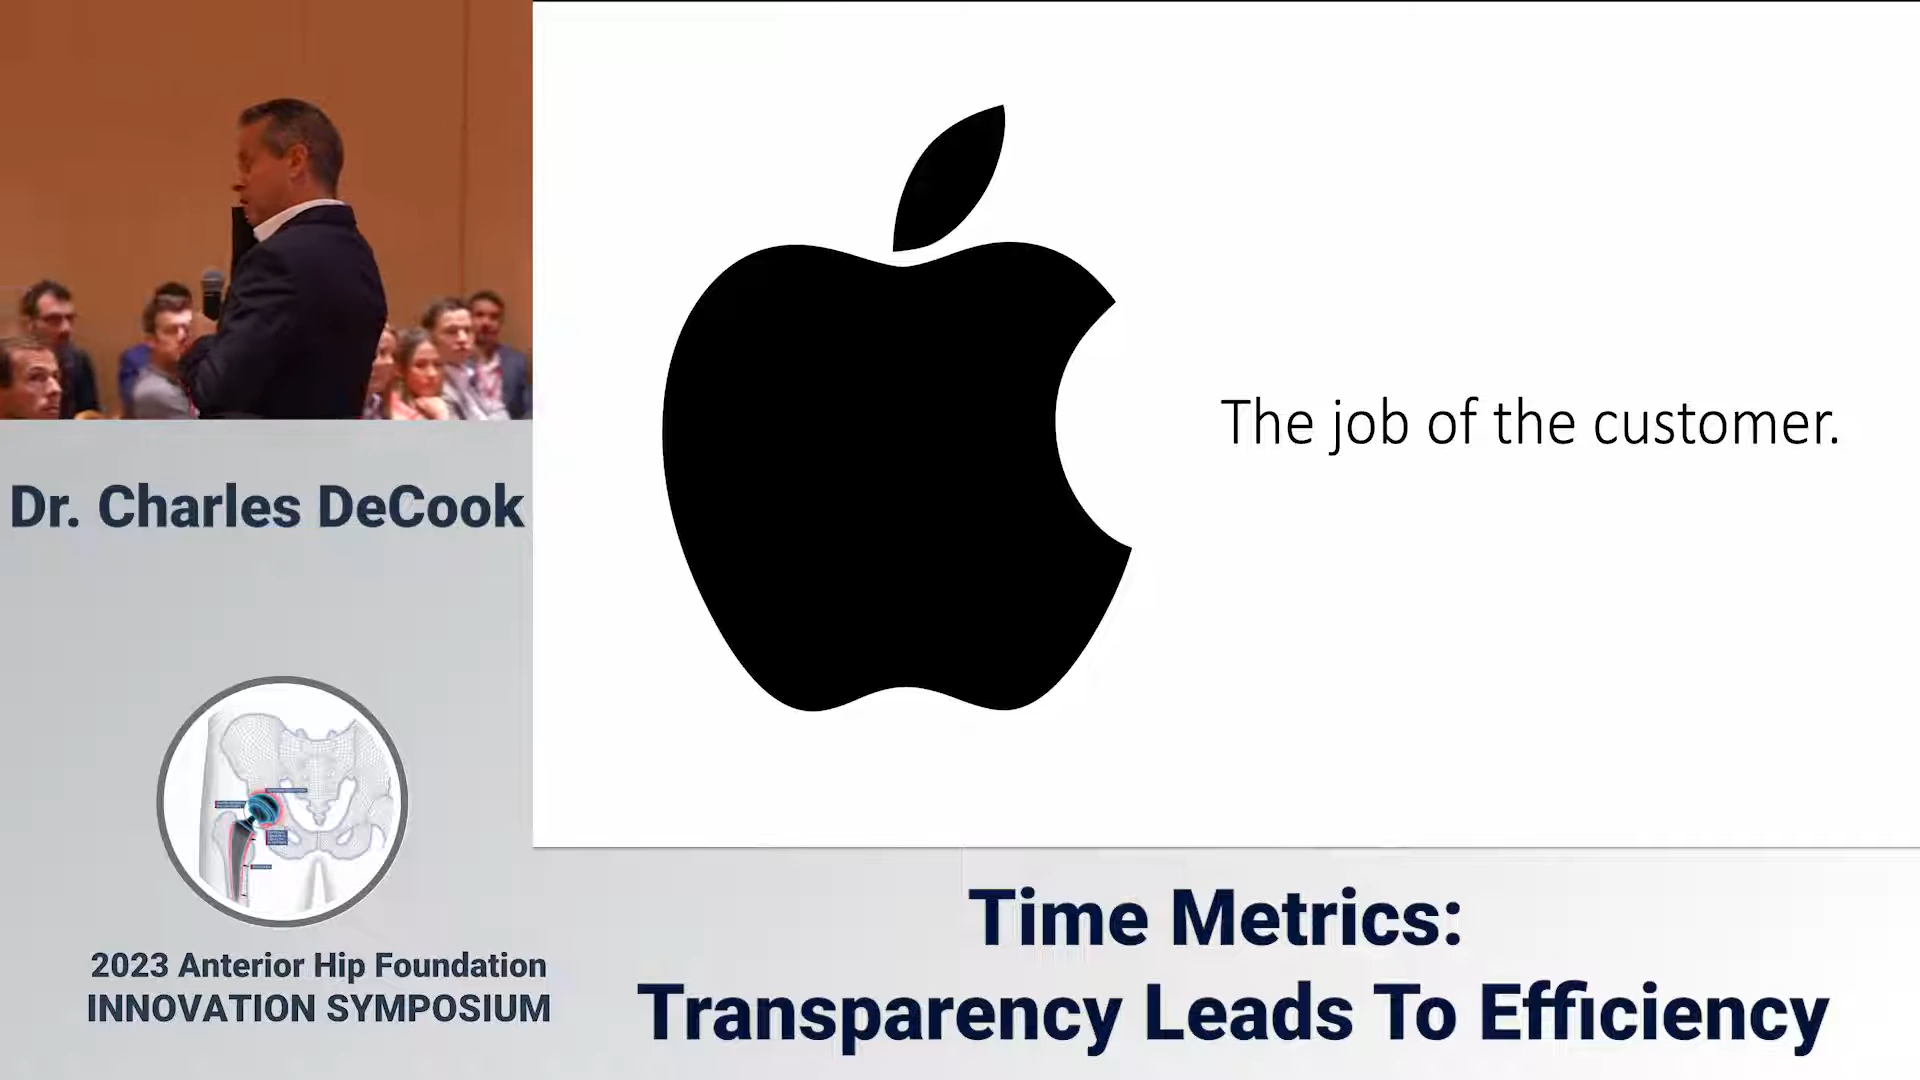 The job of the customer.
Dr. Charles DeCook
2023 Anterior Hip Foundation
INNOVATION SYMPOSIUM
Time Metrics:
Transparency Leads To Efficiency